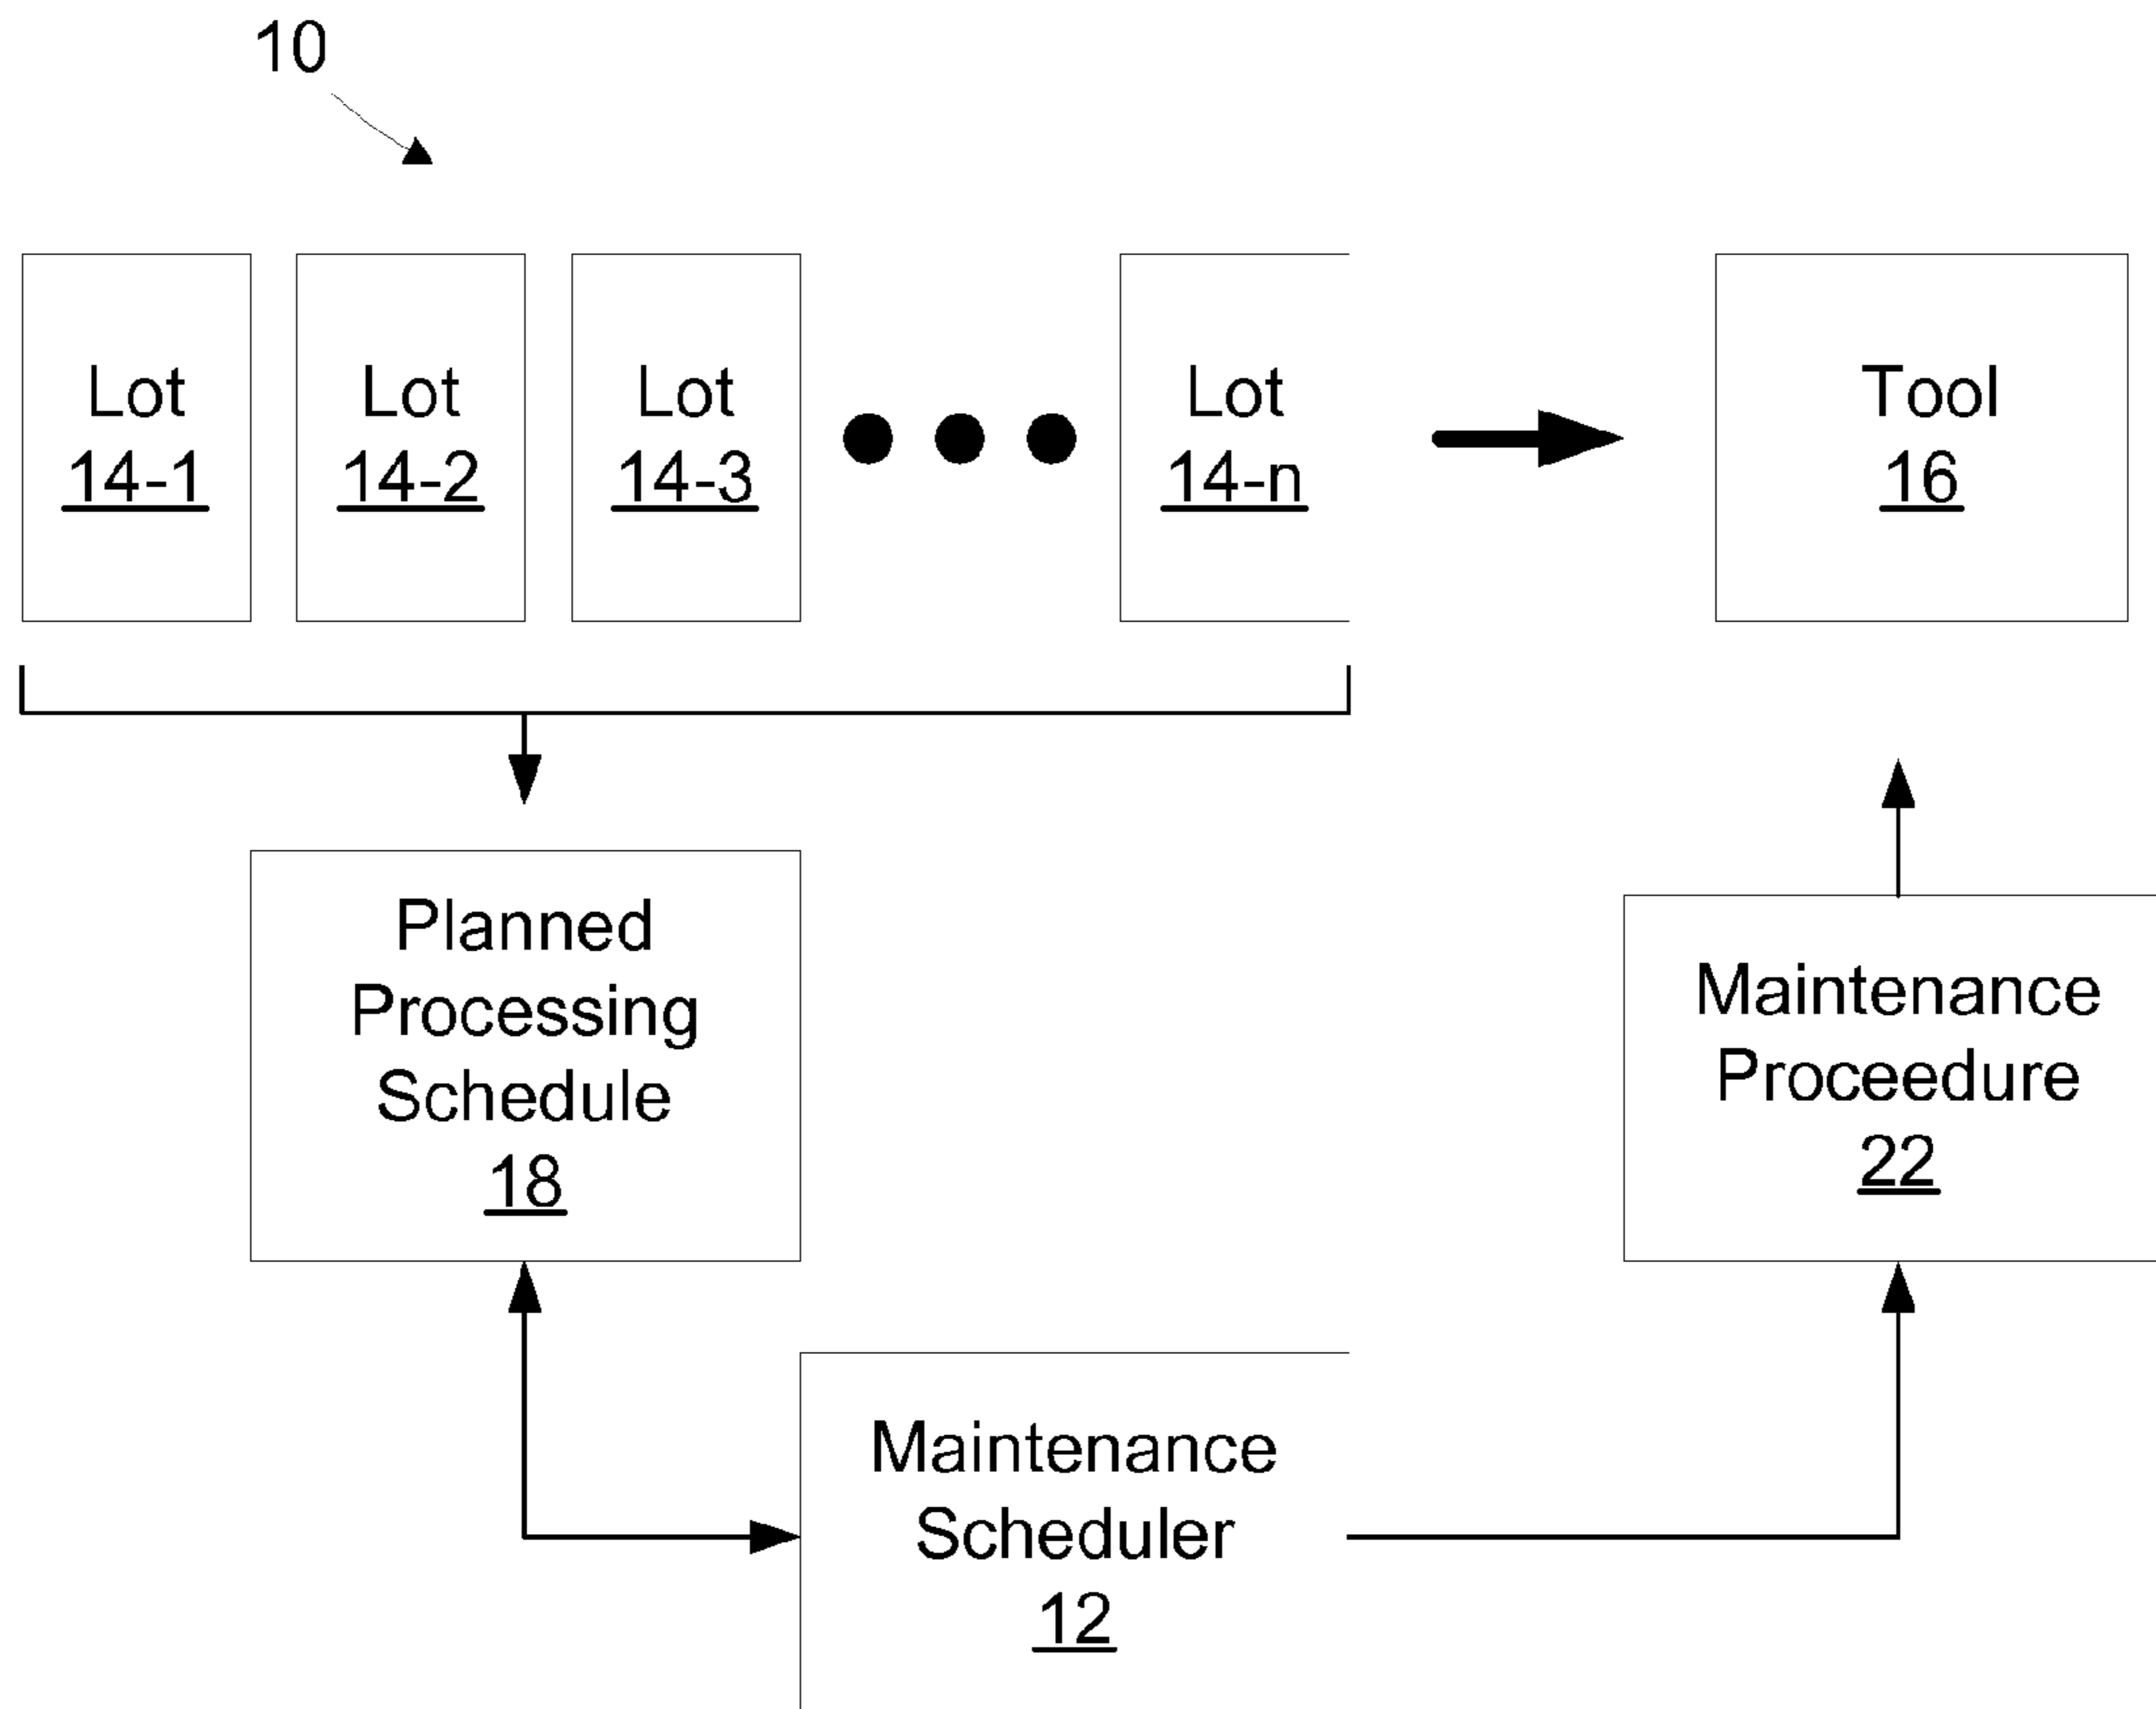 10
Lot
14-1
Lot
14-2
Lot
14-3
Lot
14-n
Tool
16
Planned
Processing
Schedule
18
Maintenance
Proceedure
22
Maintenance
Scheduler
12